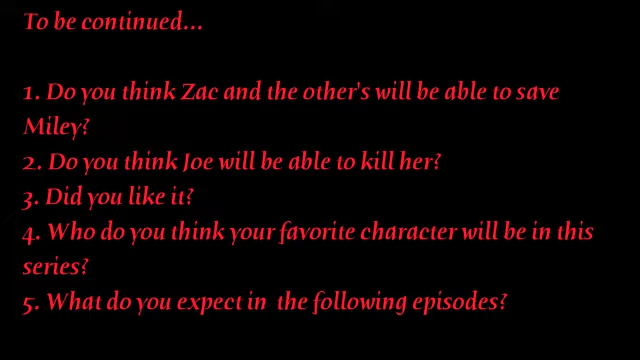 To be continued...
1. Do you think Zac and the other's will be able to save
Miley?
2. Do you think Joe will be able to kill her?
3. Did you like it?
4. Who do you think your favorite character will be in this
series?
5. What do you expect in  the following episodes?